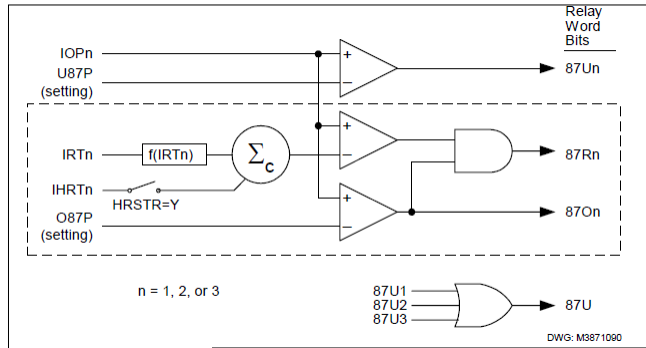 Relay
Word
Bits
IOPn
U87P
(setting)
+
−
87Un
IRTn
f(IRTn)
Σc
+
−
87Rn
IHRTn
HRSTR=Y
O87P
(setting)
+
−
87On
n = 1, 2, or 3
87U1
87U2
87U3
87U
DWG: M3871090